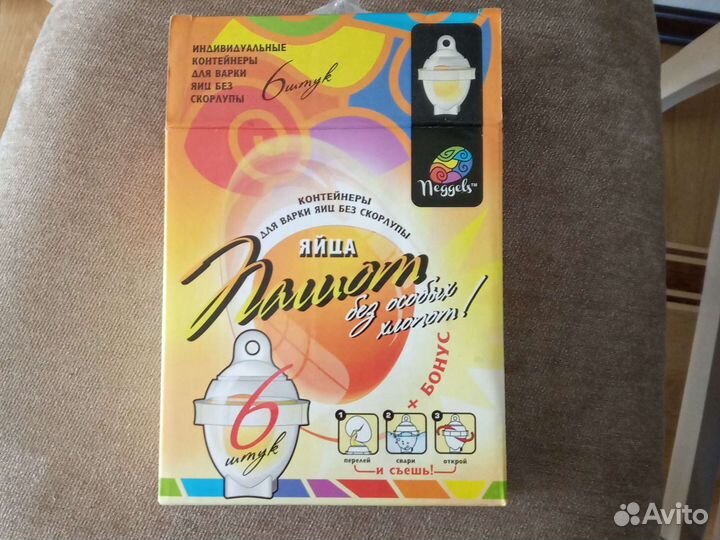 ИНДИВИДУАЛЬНЫЕ
КОНТЕЙНЕРЫ
ДЛЯ ВАРКИ
ЯИЦ БЕЗ
СКОРЛУПЫ
6 штук
Neggels™
КОНТЕЙНЕРЫ
ДЛЯ ВАРКИ ЯИЦ БЕЗ СКОРЛУПЫ
ЯЙЦА
Пашот
без особых
хлопот!
+ БОНУС
6
штук
1 2 3
перелей свари открой
и съешь!
Avito